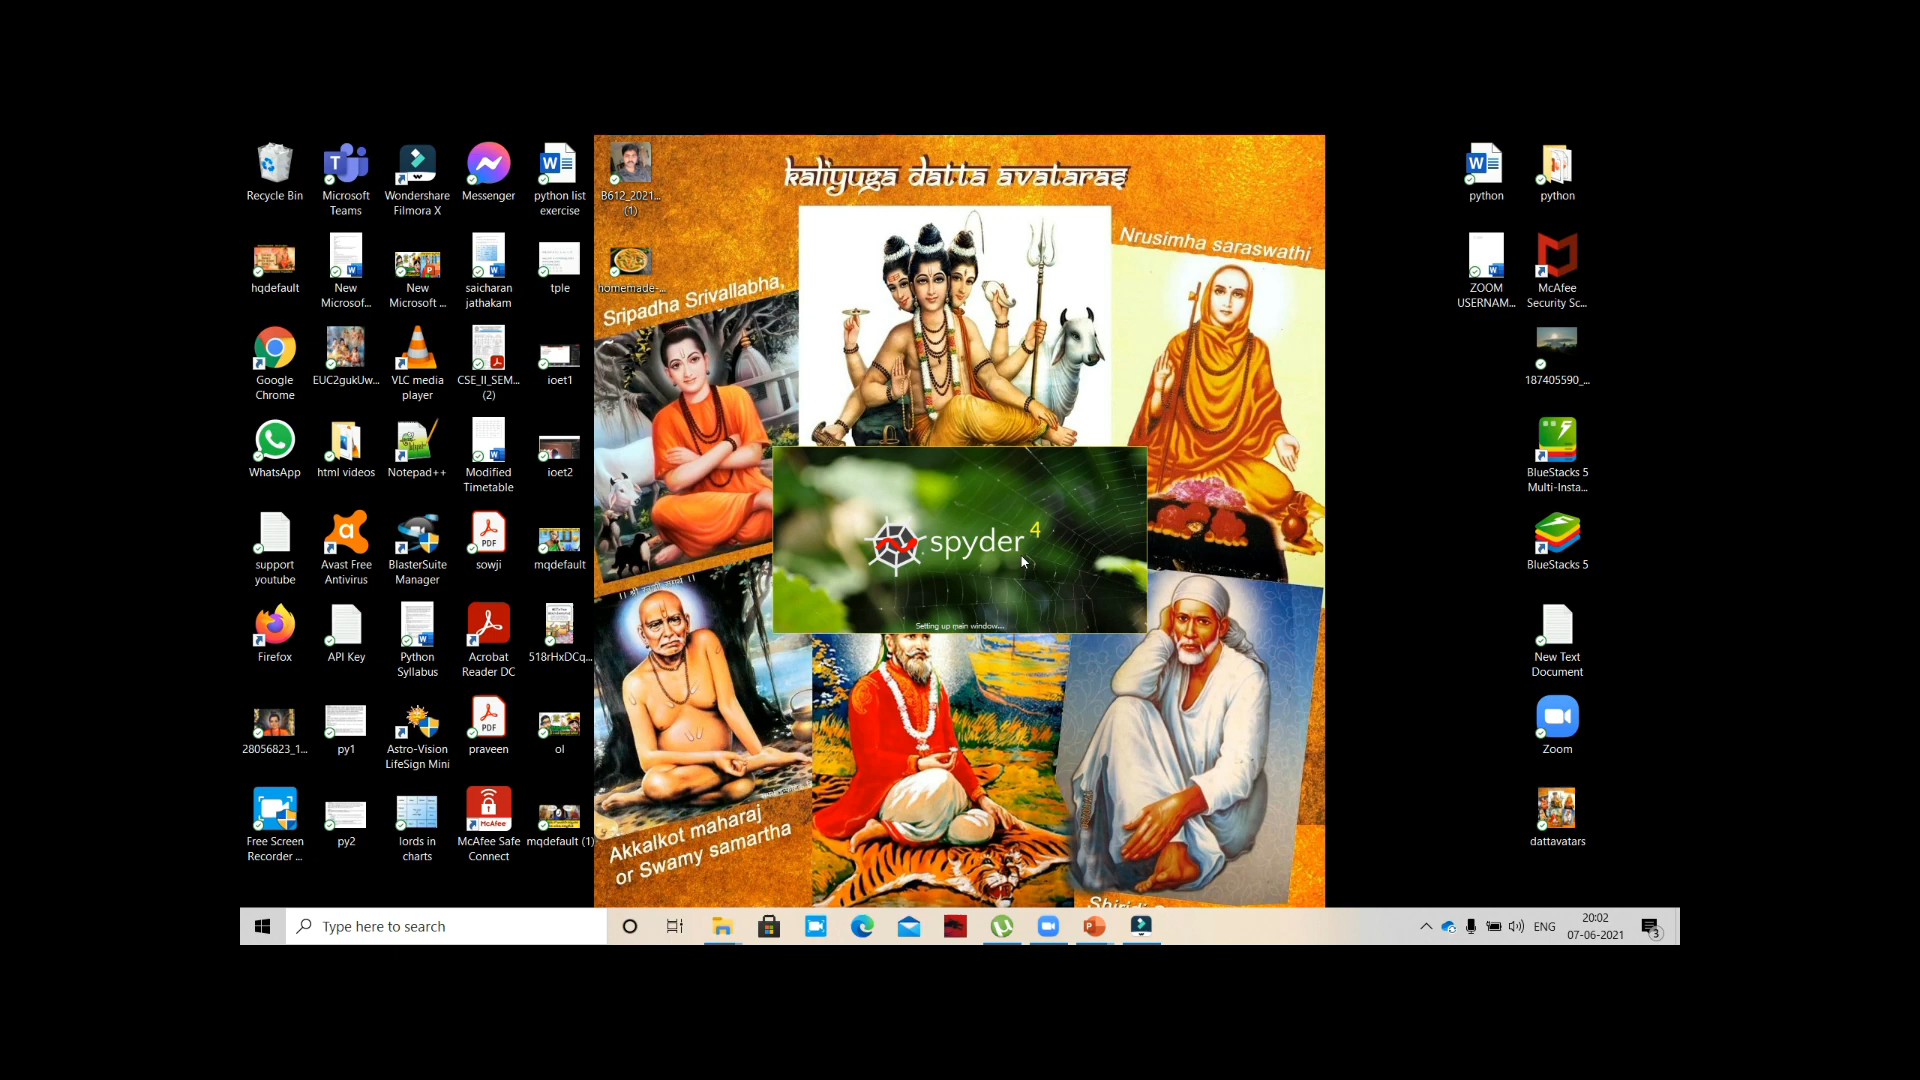 kaliyuga datta avataras
Nrusimha saraswathi
Sripadha Srivallabha,
Akkalkot maharaj
or Swamy samartha
Recycle Bin
Microsoft
Teams
Wondershare
Filmora X
Messenger
python list
exercise
B612_2021...
(1)
python
python
hqdefault
New
Microsof...
New
Microsoft ...
saicharan
jathakam
tple
homemade-...
ZOOM
USERNAM...
McAfee
Security Sc...
Google
Chrome
EUC2gukUw...
VLC media
player
CSE_II_SEM...
(2)
ioet1
187405590_...
WhatsApp
html videos
Notepad++
Modified
Timetable
ioet2
BlueStacks 5
Multi-Insta...
spyder 4
Setting up main window...
support
youtube
Avast Free
Antivirus
BlasterSuite
Manager
PDF
sowji
mqdefault
BlueStacks 5
Firefox
API Key
Python
Syllabus
Acrobat
Reader DC
518rHxDCq...
New Text
Document
28056823_1...
py1
Astro-Vision
LifeSign Mini
PDF
praveen
ol
Zoom
Free Screen
Recorder ...
py2
lords in
charts
McAfee
McAfee Safe
Connect
mqdefault (1)
dattavatars
Type here to search
ENG
20:02
07-06-2021
3